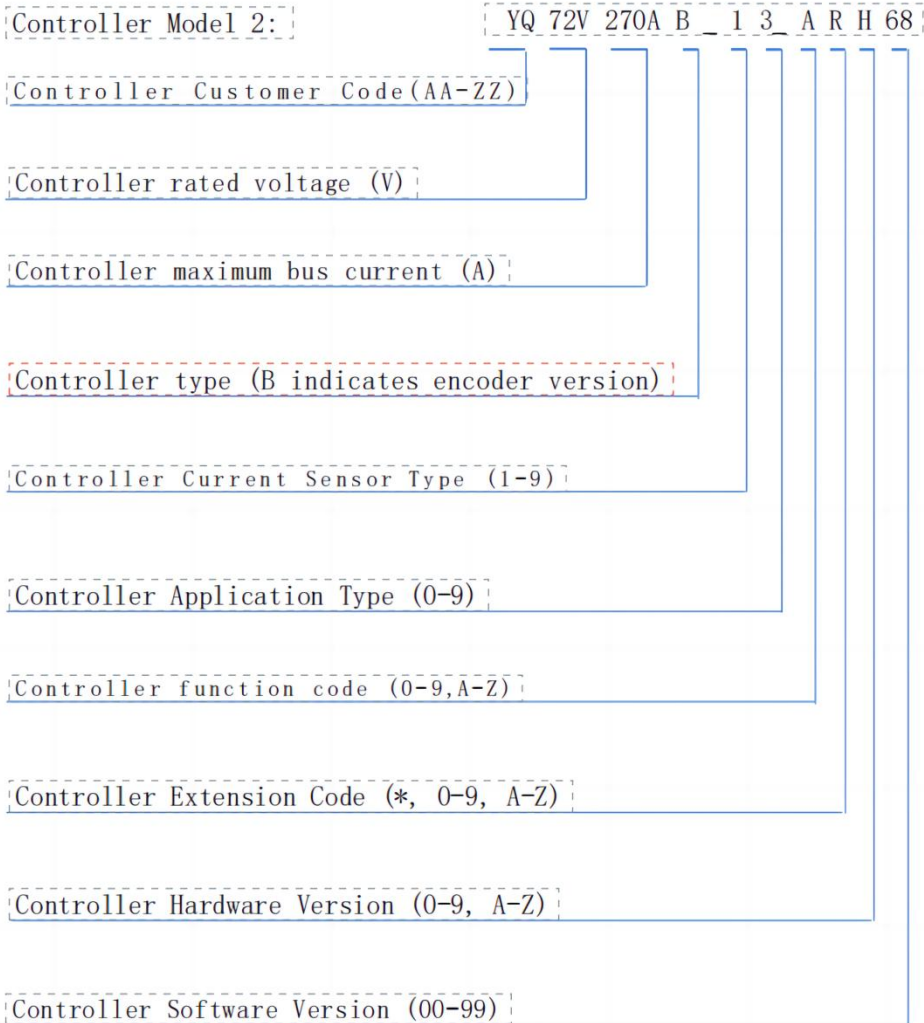 Controller Model 2: YQ 72V 270A B _ 1 3_ A R H 68
Controller Customer Code(AA-ZZ)
Controller rated voltage (V)
Controller maximum bus current (A)
Controller type (B indicates encoder version)
Controller Current Sensor Type (1-9)
Controller Application Type (0-9)
Controller function code (0-9,A-Z)
Controller Extension Code (*, 0-9, A-Z)
Controller Hardware Version (0-9, A-Z)
Controller Software Version (00-99)